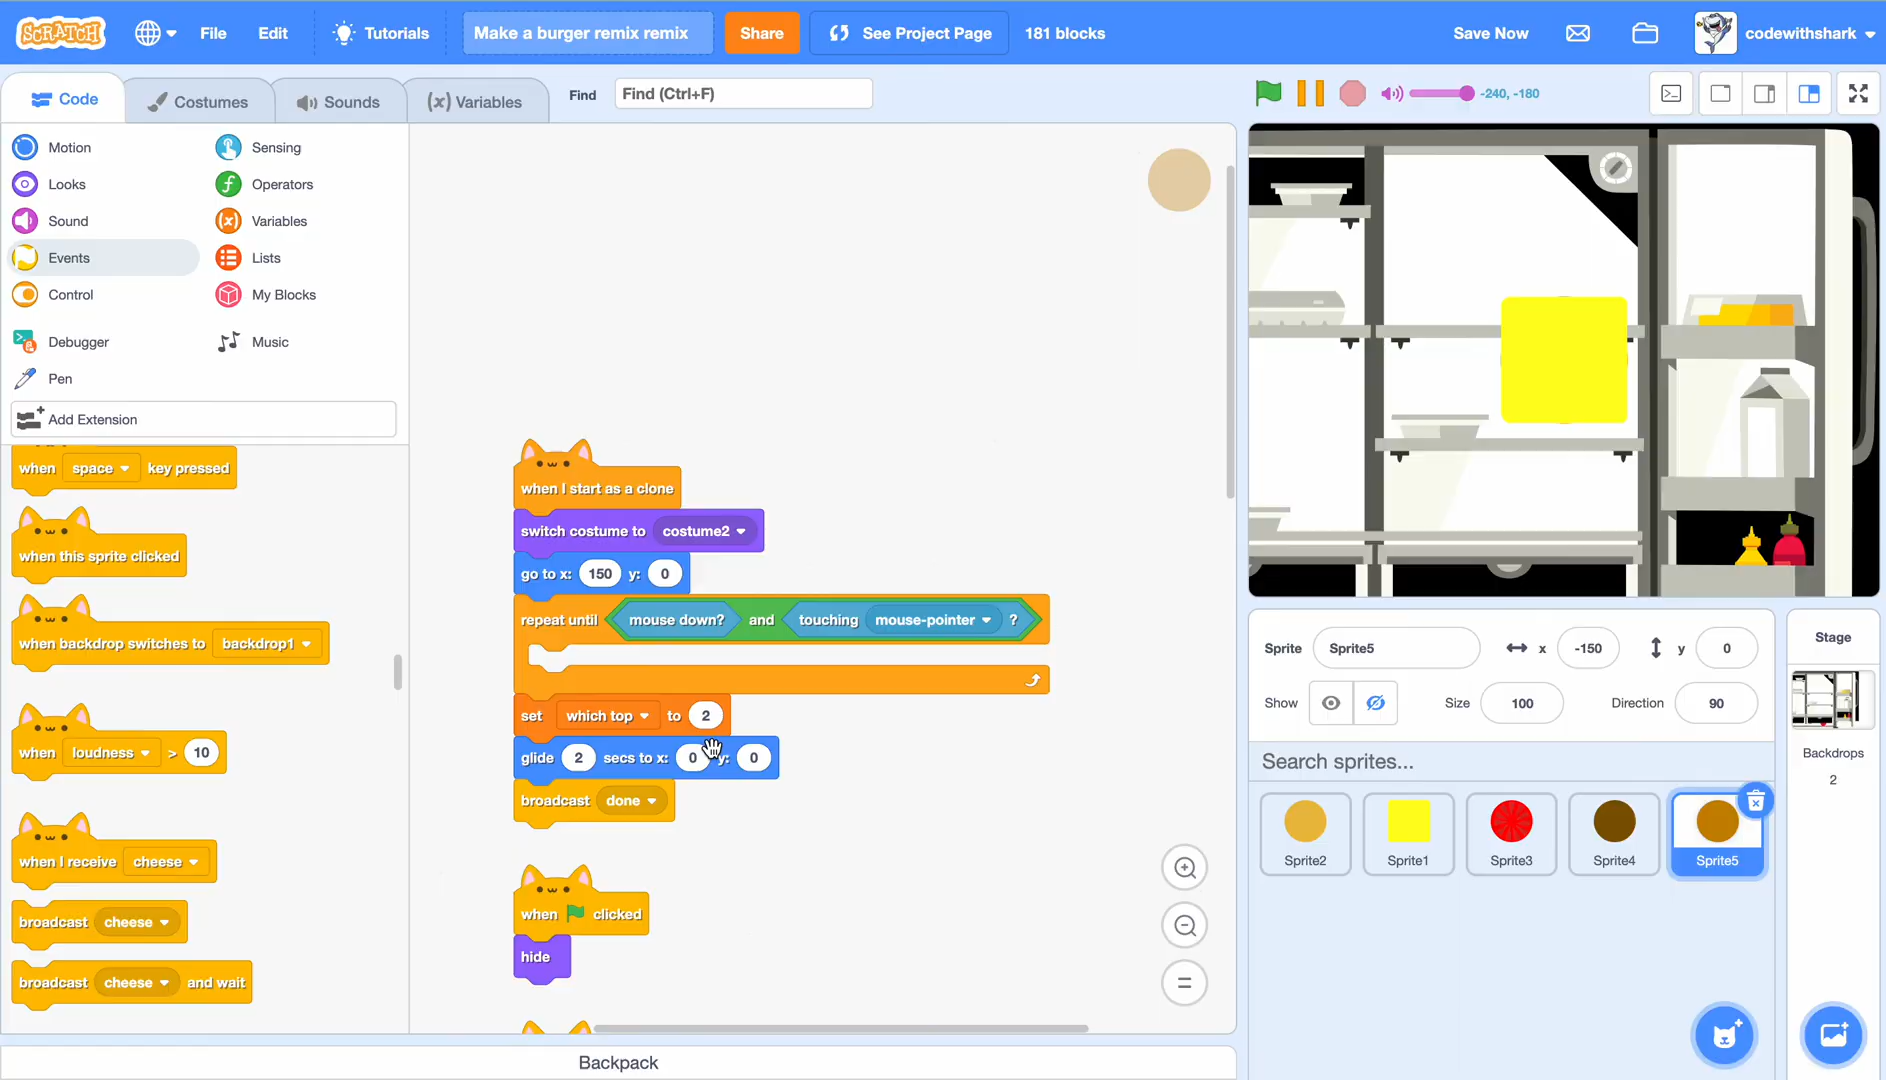 SCRATCH File Edit Tutorials Make a burger remix remix Share See Project Page 181 blocks Save Now codewithshark
Code Costumes Sounds (x) Variables Find Find (Ctrl+F) -240, -180
Motion Sensing
Looks Operators
Sound Variables
Events Lists
Control My Blocks
Debugger Music
Pen
Add Extension
when space key pressed
when this sprite clicked
when backdrop switches to backdrop1
when loudness > 10
when I receive cheese
broadcast cheese
broadcast cheese and wait
when I start as a clone
switch costume to costume2
go to x: 150 y: 0
repeat until mouse down? and touching mouse-pointer ?
set which top to 2
glide 2 secs to x: 0 y: 0
broadcast done
when clicked
hide
Backpack
Sprite Sprite5 x -150 y 0
Show Size 100 Direction 90
Search sprites...
Sprite2 Sprite1 Sprite3 Sprite4 Sprite5
Stage
Backdrops
2